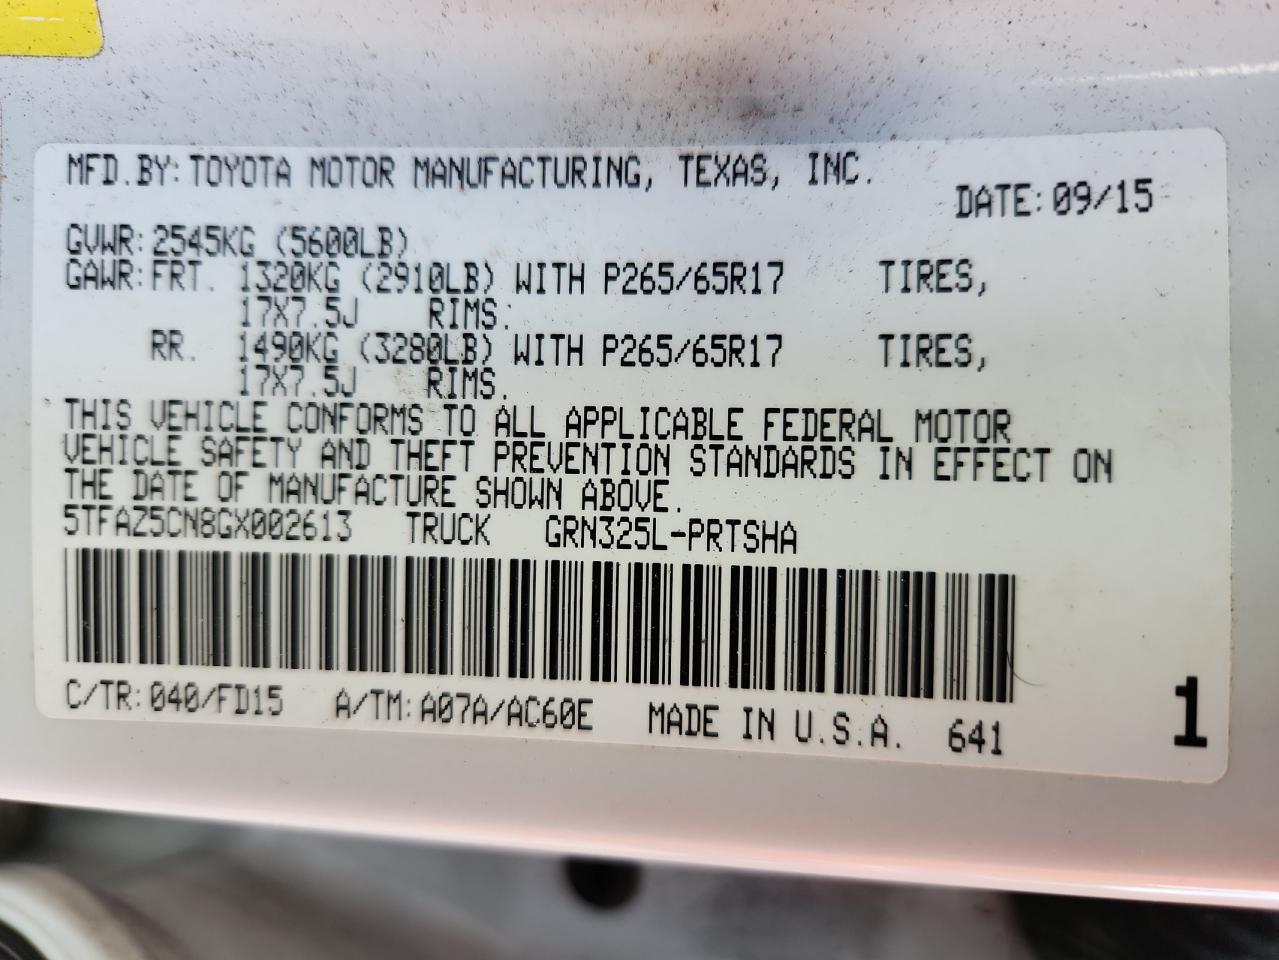 MFD.BY: TOYOTA MOTOR MANUFACTURING, TEXAS, INC.
DATE: 09/15
GVWR: 2545KG (5600LB)
GAWR: FRT. 1320KG (2910LB) WITH P265/65R17 TIRES,
17X7.5J RIMS.
RR. 1490KG (3280LB) WITH P265/65R17 TIRES,
17X7.5J RIMS.
THIS VEHICLE CONFORMS TO ALL APPLICABLE FEDERAL MOTOR
VEHICLE SAFETY AND THEFT PREVENTION STANDARDS IN EFFECT ON
THE DATE OF MANUFACTURE SHOWN ABOVE.
5TFAZ5CN8GX002613 TRUCK GRN325L-PRTSHA
C/TR: 040/FD15 A/TM: A07A/AC60E MADE IN U.S.A. 641
1